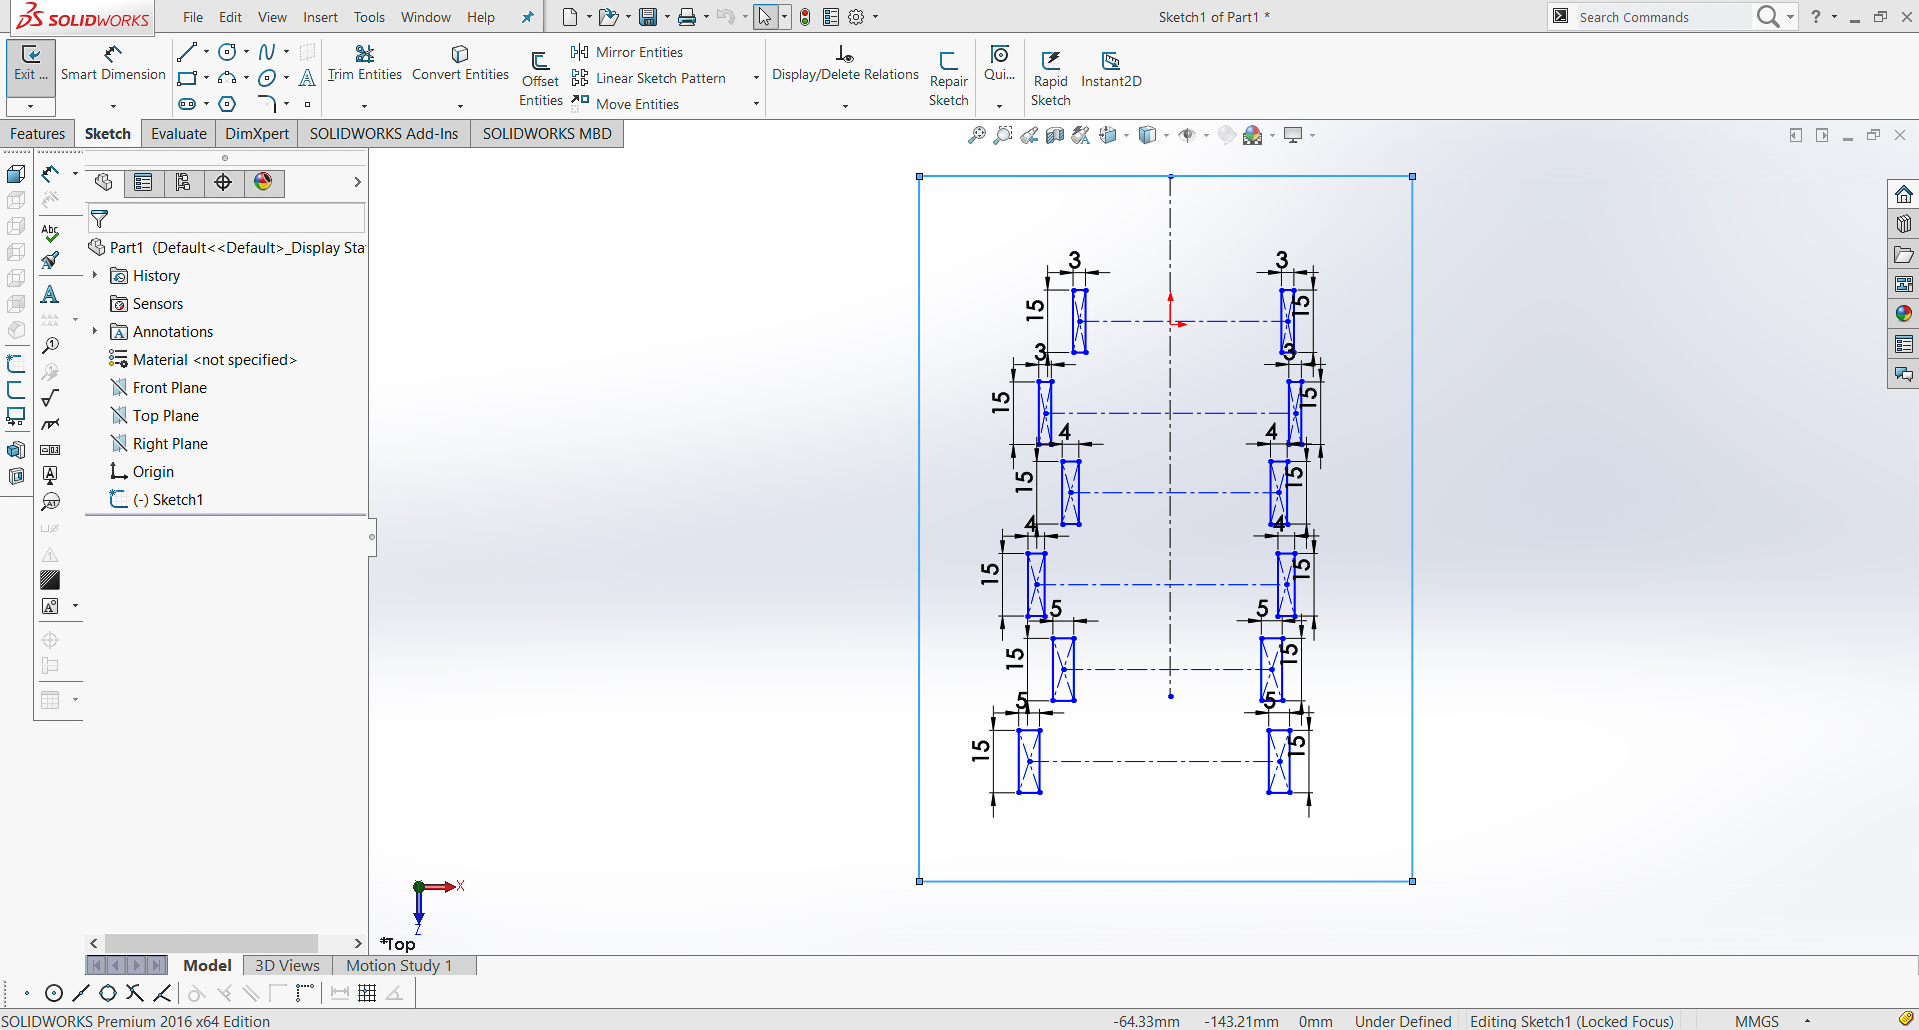 SOLIDWORKS File Edit View Insert Tools Window Help Sketch1 of Part1 * Search Commands ?
Exit ... Smart Dimension Trim Entities Convert Entities Offset Entities Mirror Entities Linear Sketch Pattern Move Entities Display/Delete Relations Repair Sketch Qui... Rapid Sketch Instant2D
Features Sketch Evaluate DimXpert SOLIDWORKS Add-Ins SOLIDWORKS MBD
Part1 (Default<<Default>_Display Sta
History
Sensors
Annotations
Material <not specified>
Front Plane
Top Plane
Right Plane
Origin
(-) Sketch1
3 3
15 15
3 3
15 15
4 4
15 15
4 4
15 15
5 5
15 15
5 5
15 15
X
Z
*Top
Model 3D Views Motion Study 1
SOLIDWORKS Premium 2016 x64 Edition -64.33mm -143.21mm 0mm Under Defined Editing Sketch1 (Locked Focus) MMGS